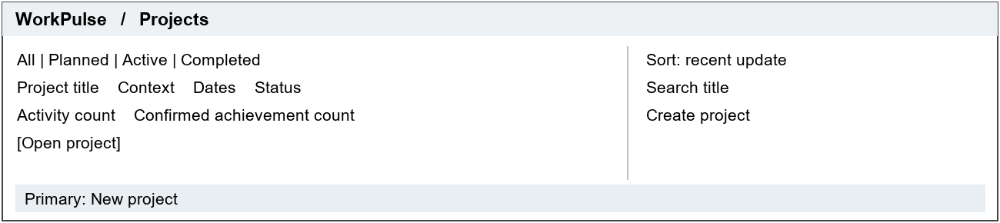 WorkPulse / Projects
All | Planned | Active | Completed
Project title Context Dates Status
Activity count Confirmed achievement count
[Open project]
Sort: recent update
Search title
Create project
Primary: New project